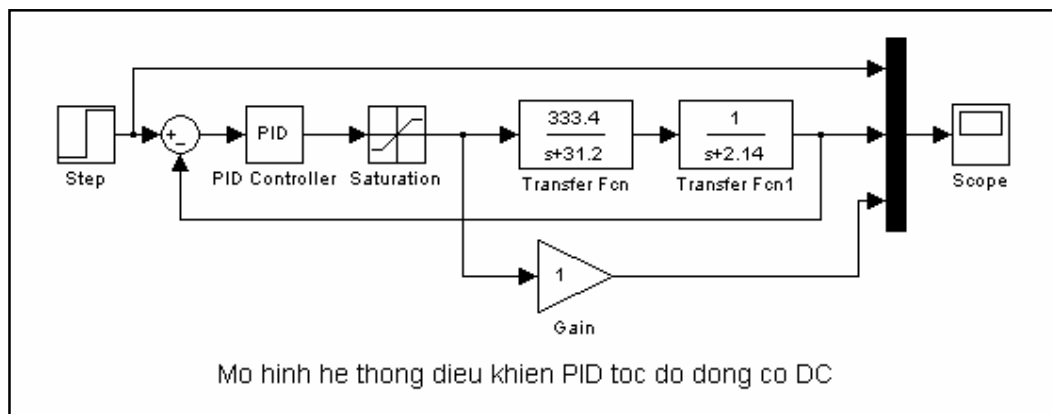 Step
+
−
PID
PID Controller
Saturation
333.4
s+31.2
Transfer Fcn
1
s+2.14
Transfer Fcn1
Scope
1
Gain
Mo hinh he thong dieu khien PID toc do dong co DC